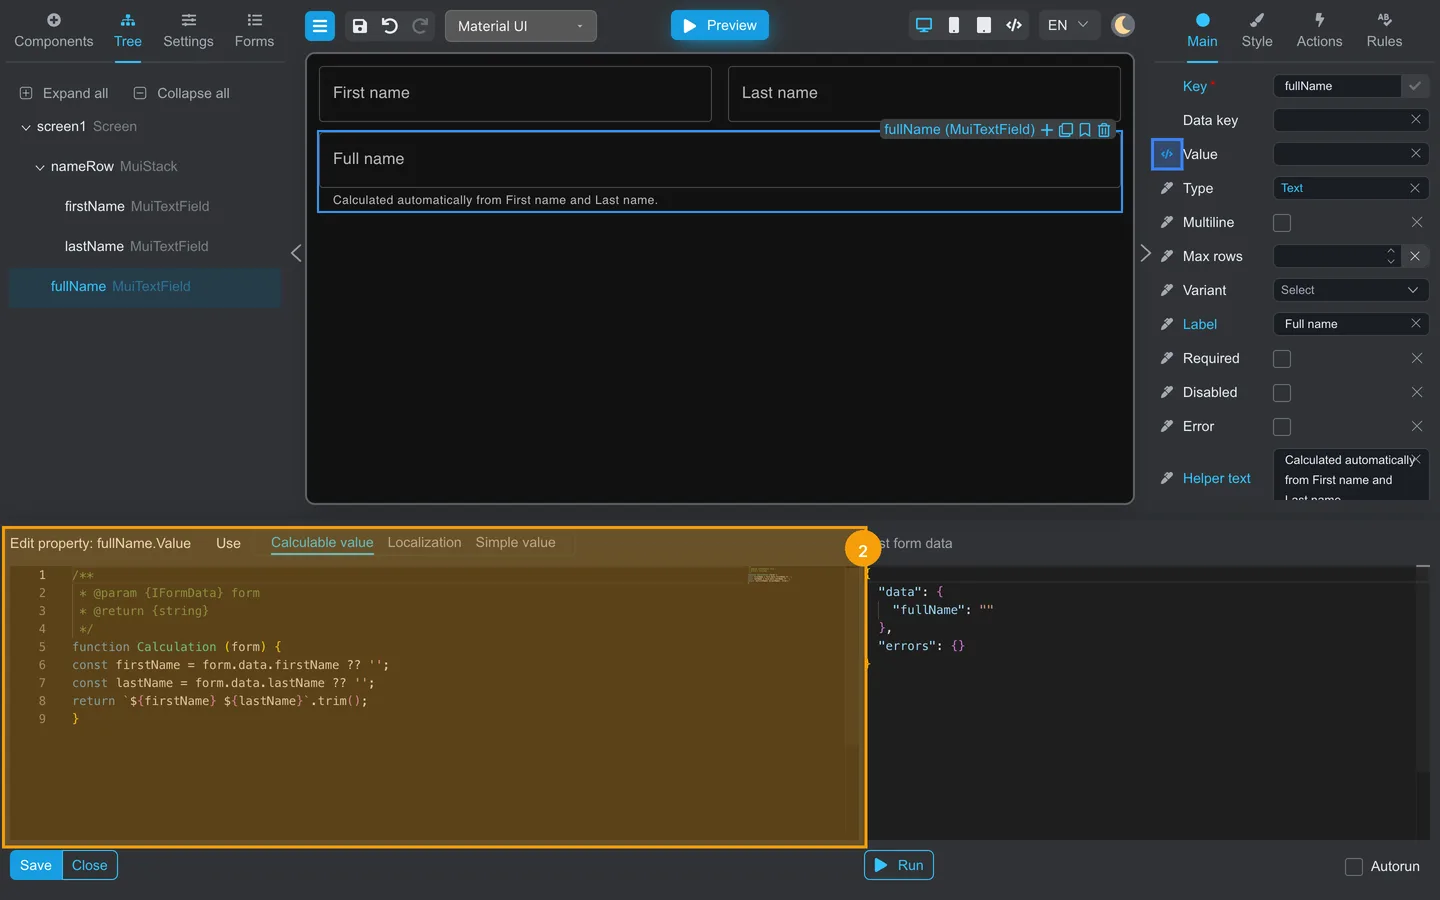 Components
Tree
Settings
Forms
Material UI
Preview
EN
Main
Style
Actions
Rules
Expand all
Collapse all
screen1 Screen
nameRow MuiStack
firstName MuiTextField
lastName MuiTextField
fullName MuiTextField
First name
Last name
fullName (MuiTextField)
Full name
Calculated automatically from First name and Last name.
Key *
fullName
Data key
Value
Type
Text
Multiline
Max rows
Variant
Select
Label
Full name
Required
Disabled
Error
Helper text
Calculated automatically
from First name and
Last name
Edit property: fullName.Value
Use
Calculable value
Localization
Simple value
2
st form data
1 /**
2 * @param {IFormData} form
3 * @return {string}
4 */
5 function Calculation (form) {
6 const firstName = form.data.firstName ?? '';
7 const lastName = form.data.lastName ?? '';
8 return `${firstName} ${lastName}`.trim();
9 }
{
"data": {
"fullName": ""
},
"errors": {}
}
Save
Close
Run
Autorun